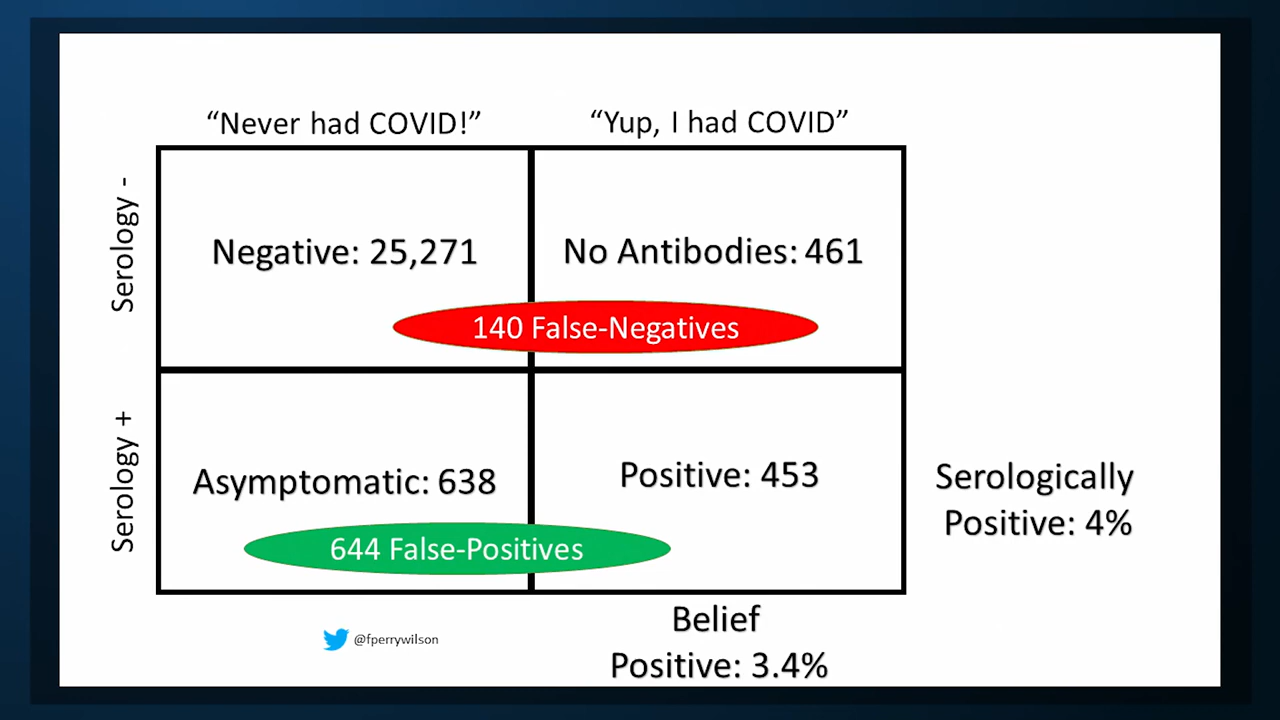 “Never had COVID!”
“Yup, I had COVID”
Serology -
Negative: 25,271
No Antibodies: 461
140 False-Negatives
Serology +
Asymptomatic: 638
Positive: 453
644 False-Positives
Serologically
Positive: 4%
Belief
Positive: 3.4%
@fperrywilson